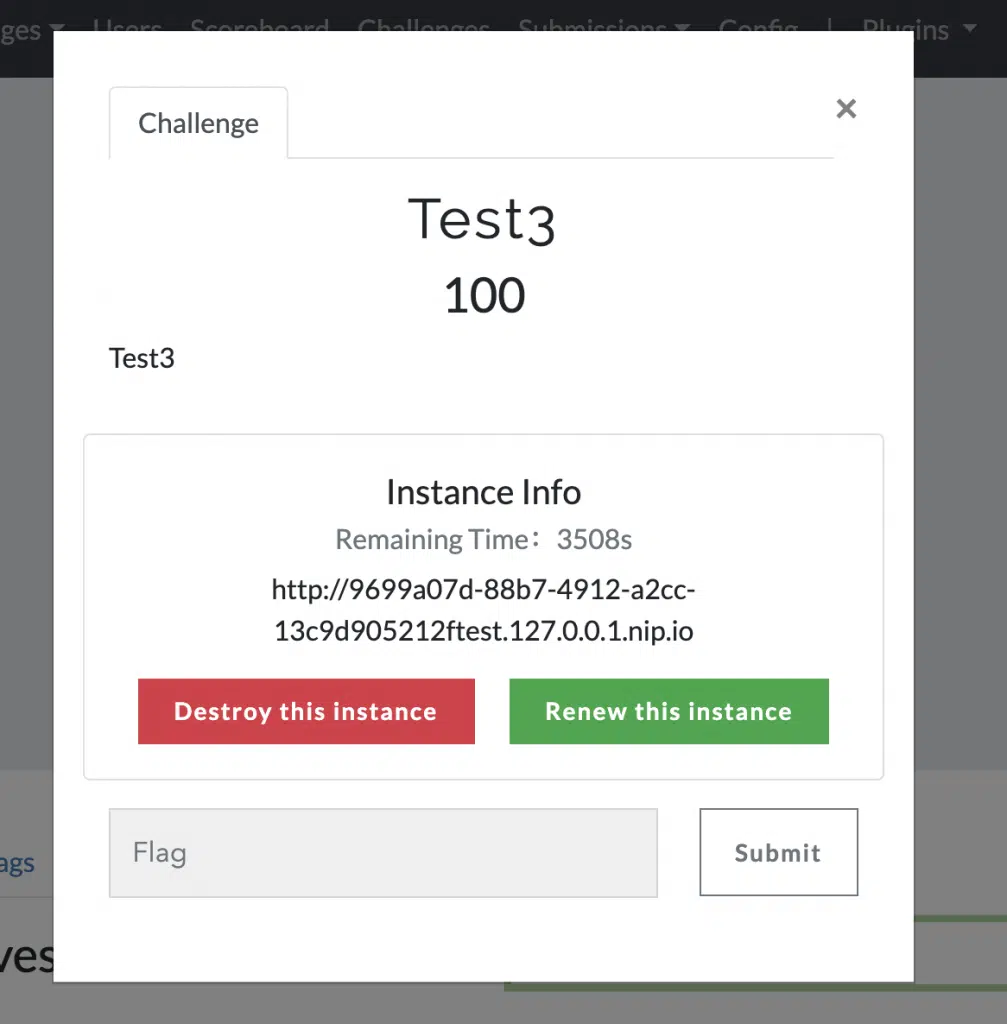 ges Users Scoreboard Challenges Submissions Config | Plugins
Challenge ×
Test3
100
Test3
Instance Info
Remaining Time： 3508s
http://9699a07d-88b7-4912-a2cc-
13c9d905212ftest.127.0.0.1.nip.io
Destroy this instance Renew this instance
Flag Submit
ags
ves